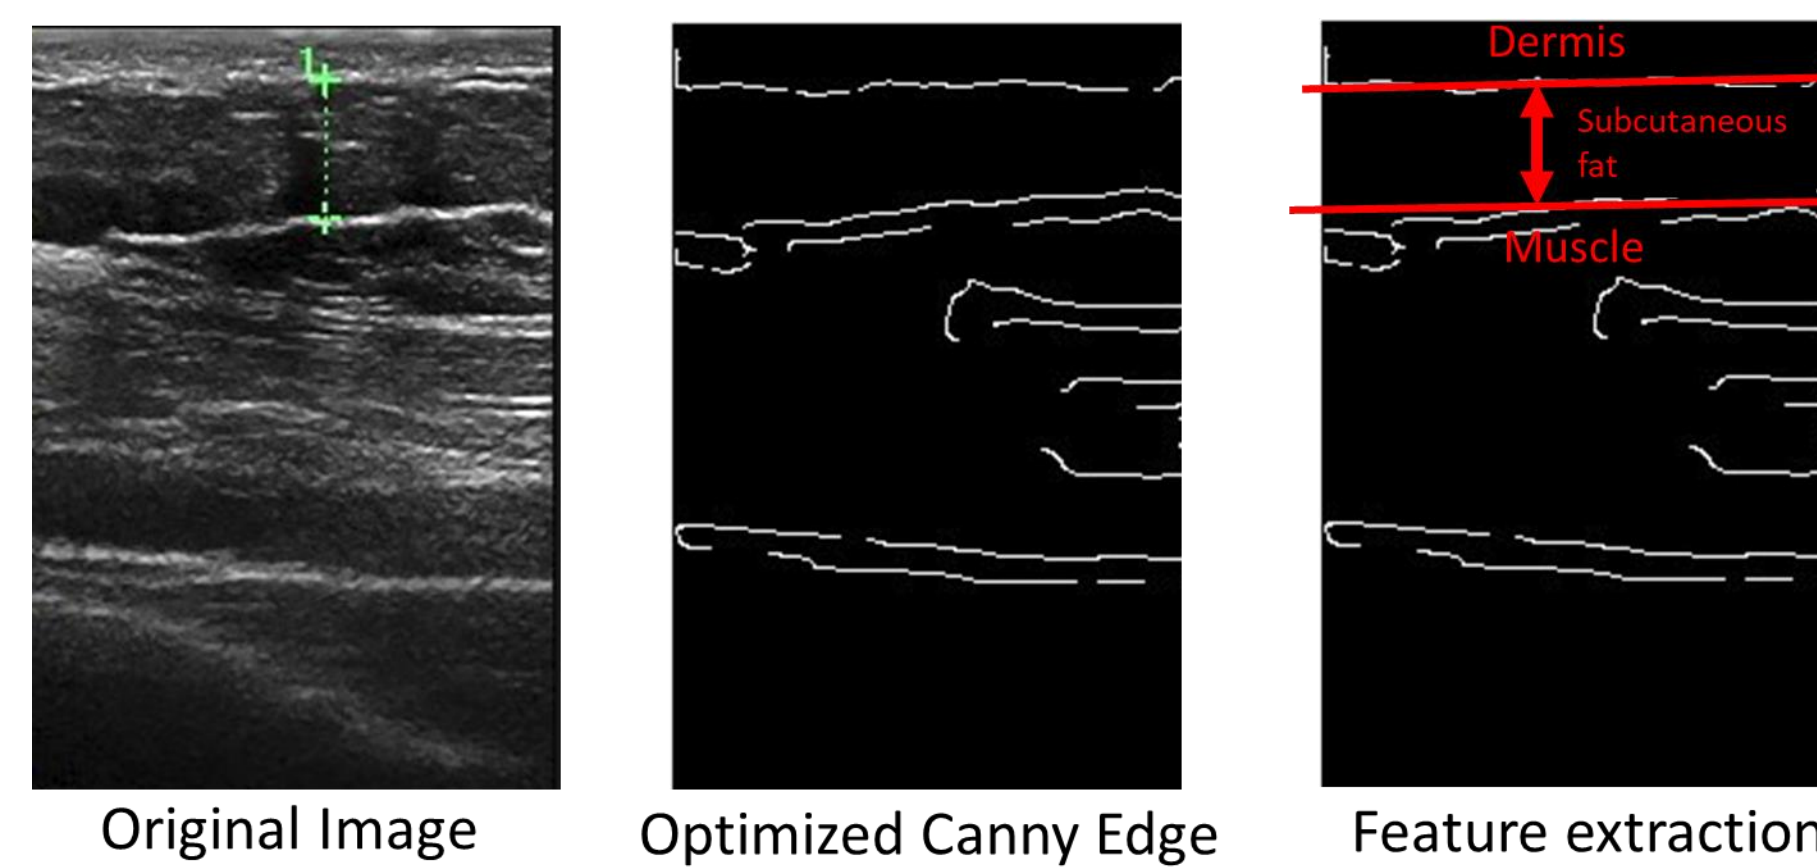 Dermis
Subcutaneous
fat
Muscle
Original Image
Optimized Canny Edge
Feature extraction